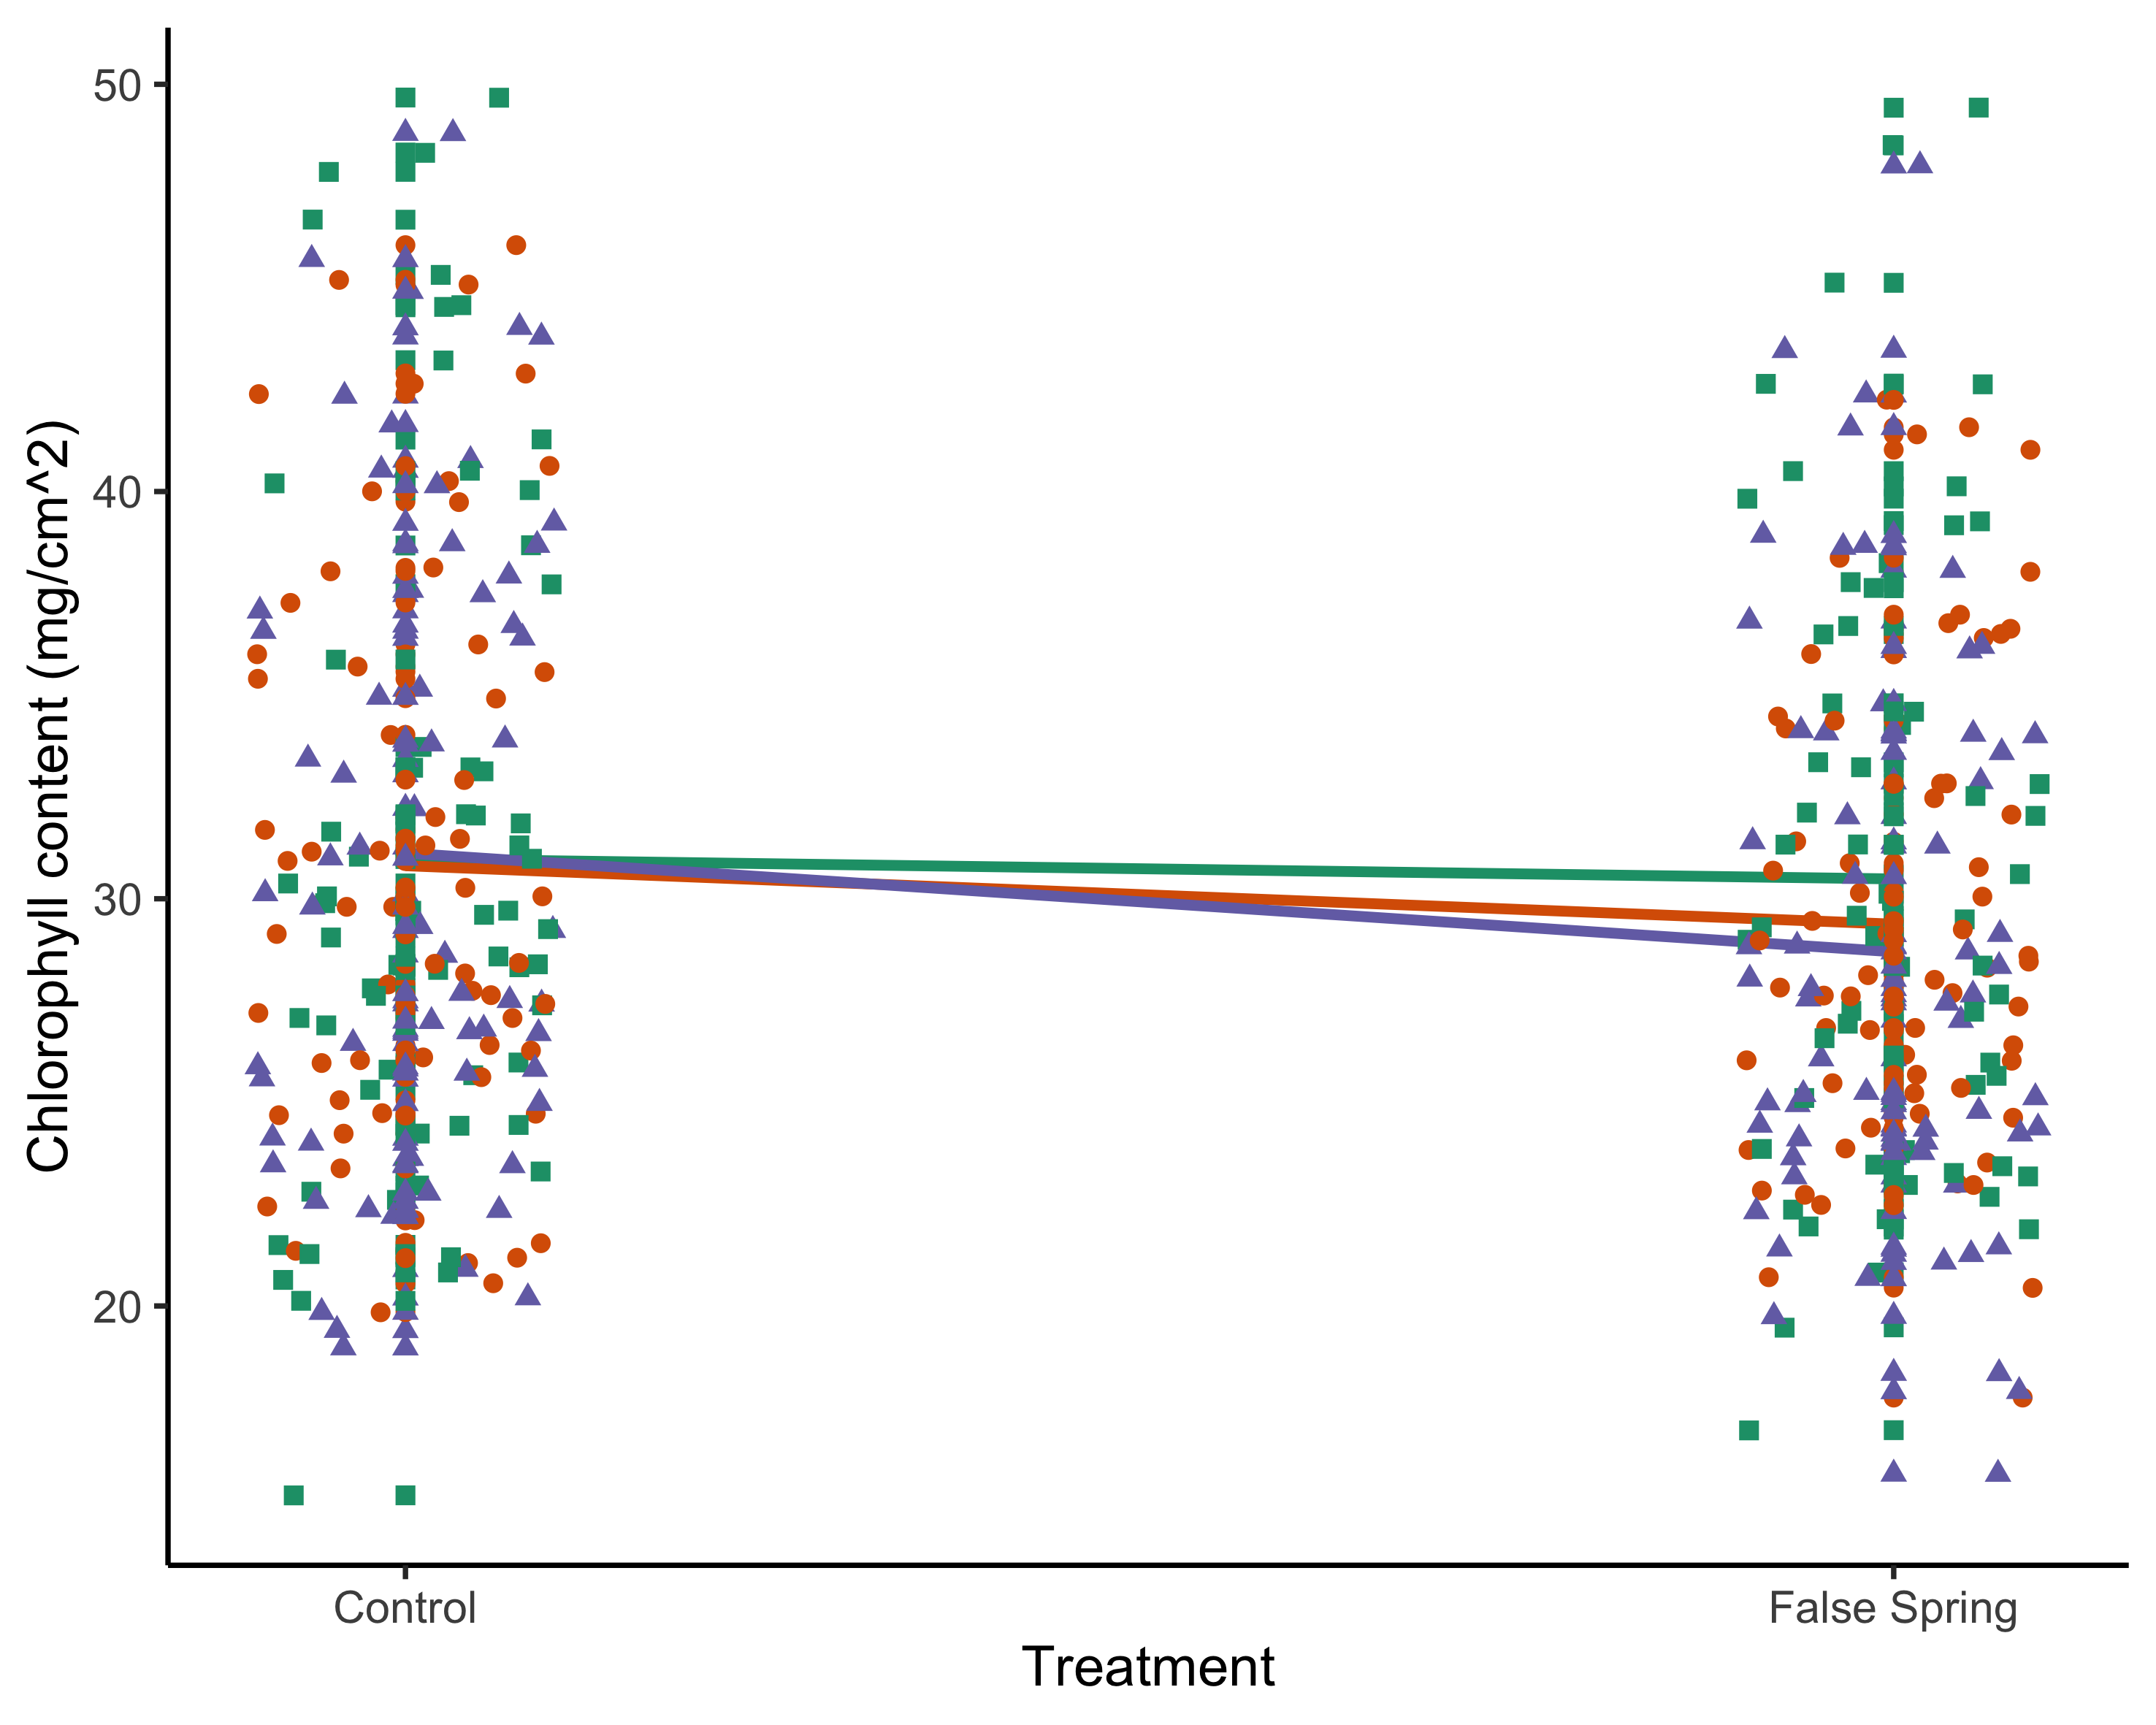 Chlorophyll content (mg/cm^2)
50
40
30
20
Control
False Spring
Treatment